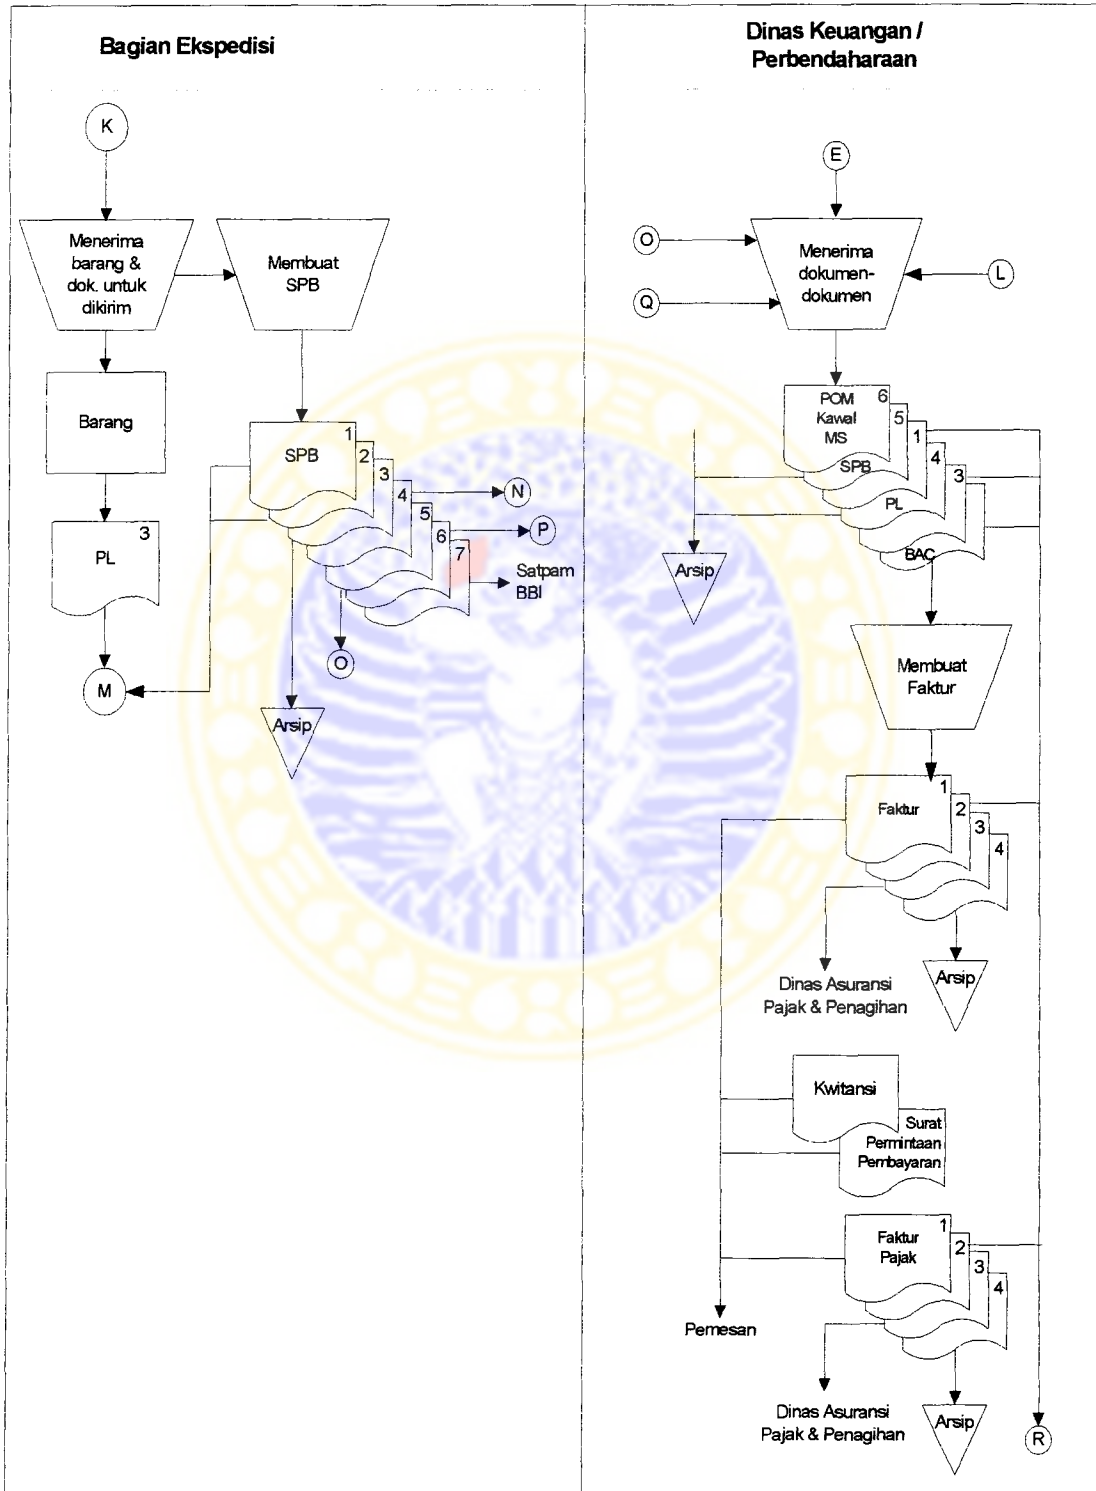 Bagian Ekspedisi
K
Menerima
barang &
dok. untuk
dikirim
Membuat
SPB
Barang
SPB
1
2
3
4
5
6
7
N
P
Satpam
BBI
PL
3
M
O
Arsip
Dinas Keuangan /
Perbendaharaan
E
O
Q
L
Menerima
dokumen-
dokumen
POM
Kawal
MS
6
5
1
4
3
SPB
PL
BAC
Arsip
Membuat
Faktur
Faktur
1
2
3
4
Dinas Asuransi
Pajak & Penagihan
Arsip
Kwitansi
Surat
Permintaan
Pembayaran
Faktur
Pajak
1
2
3
4
Pemesan
Dinas Asuransi
Pajak & Penagihan
Arsip
R